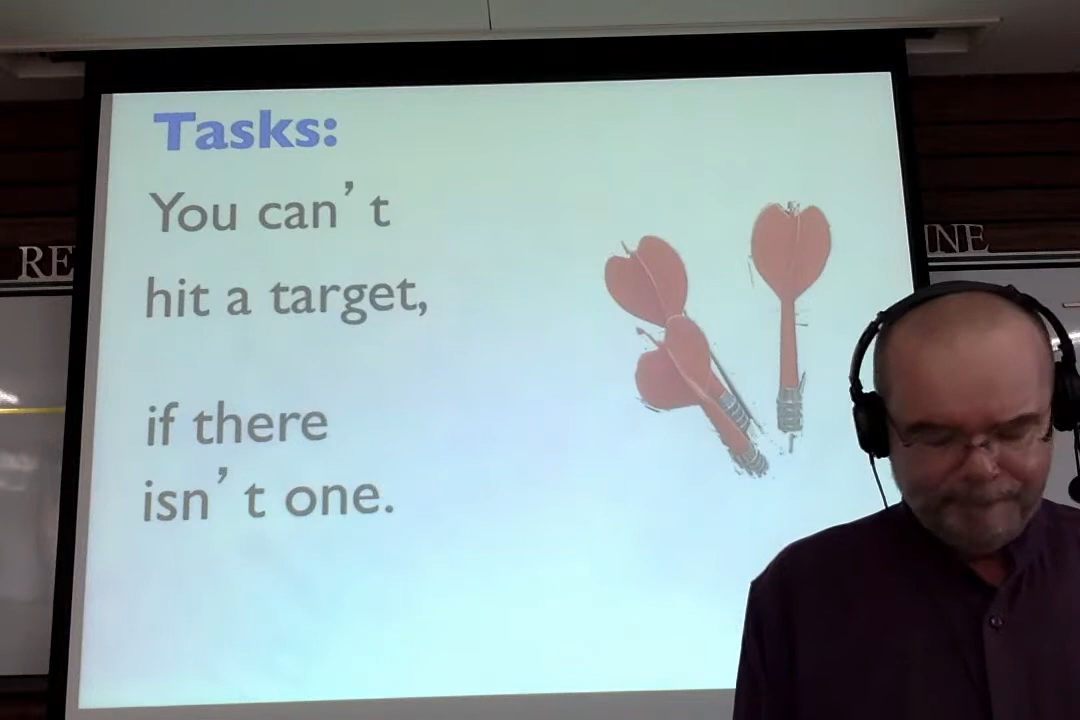 Tasks:
You can't
hit a target,
if there
isn't one.
RE
INE